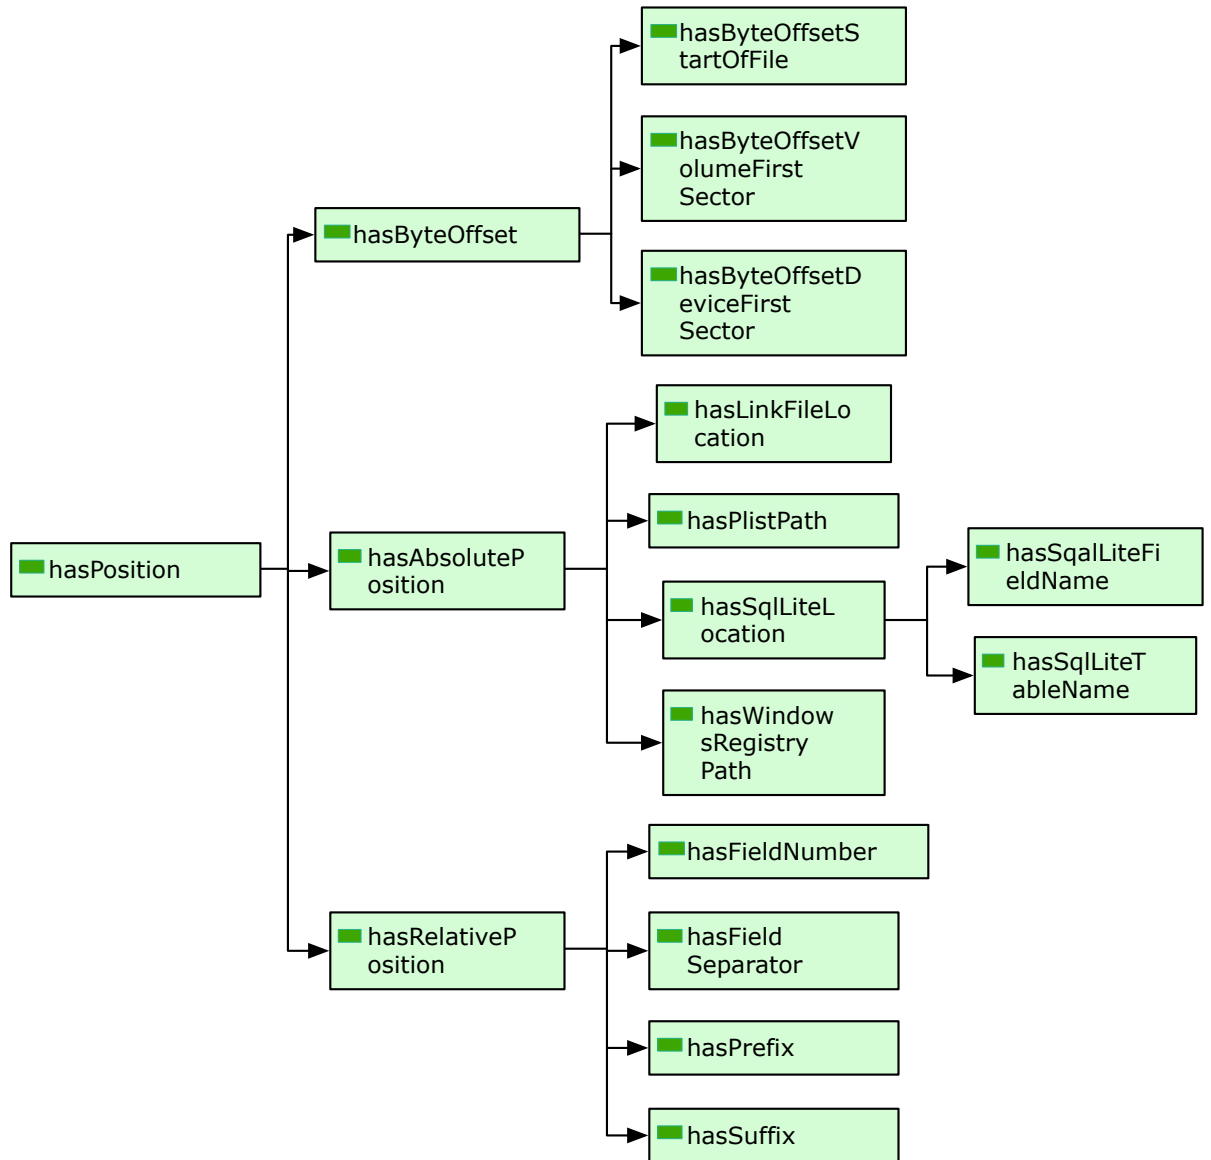 hasByteOffsetS
tartOfFile
hasByteOffsetV
olumeFirst
Sector
hasByteOffset
hasByteOffsetD
eviceFirst
Sector
hasLinkFileLo
cation
hasPlistPath
hasPosition
hasAbsoluteP
osition
hasSqalLiteFi
eldName
hasSqlLiteL
ocation
hasSqlLiteT
ableName
hasWindow
sRegistry
Path
hasFieldNumber
hasRelativeP
osition
hasField
Separator
hasPrefix
hasSuffix